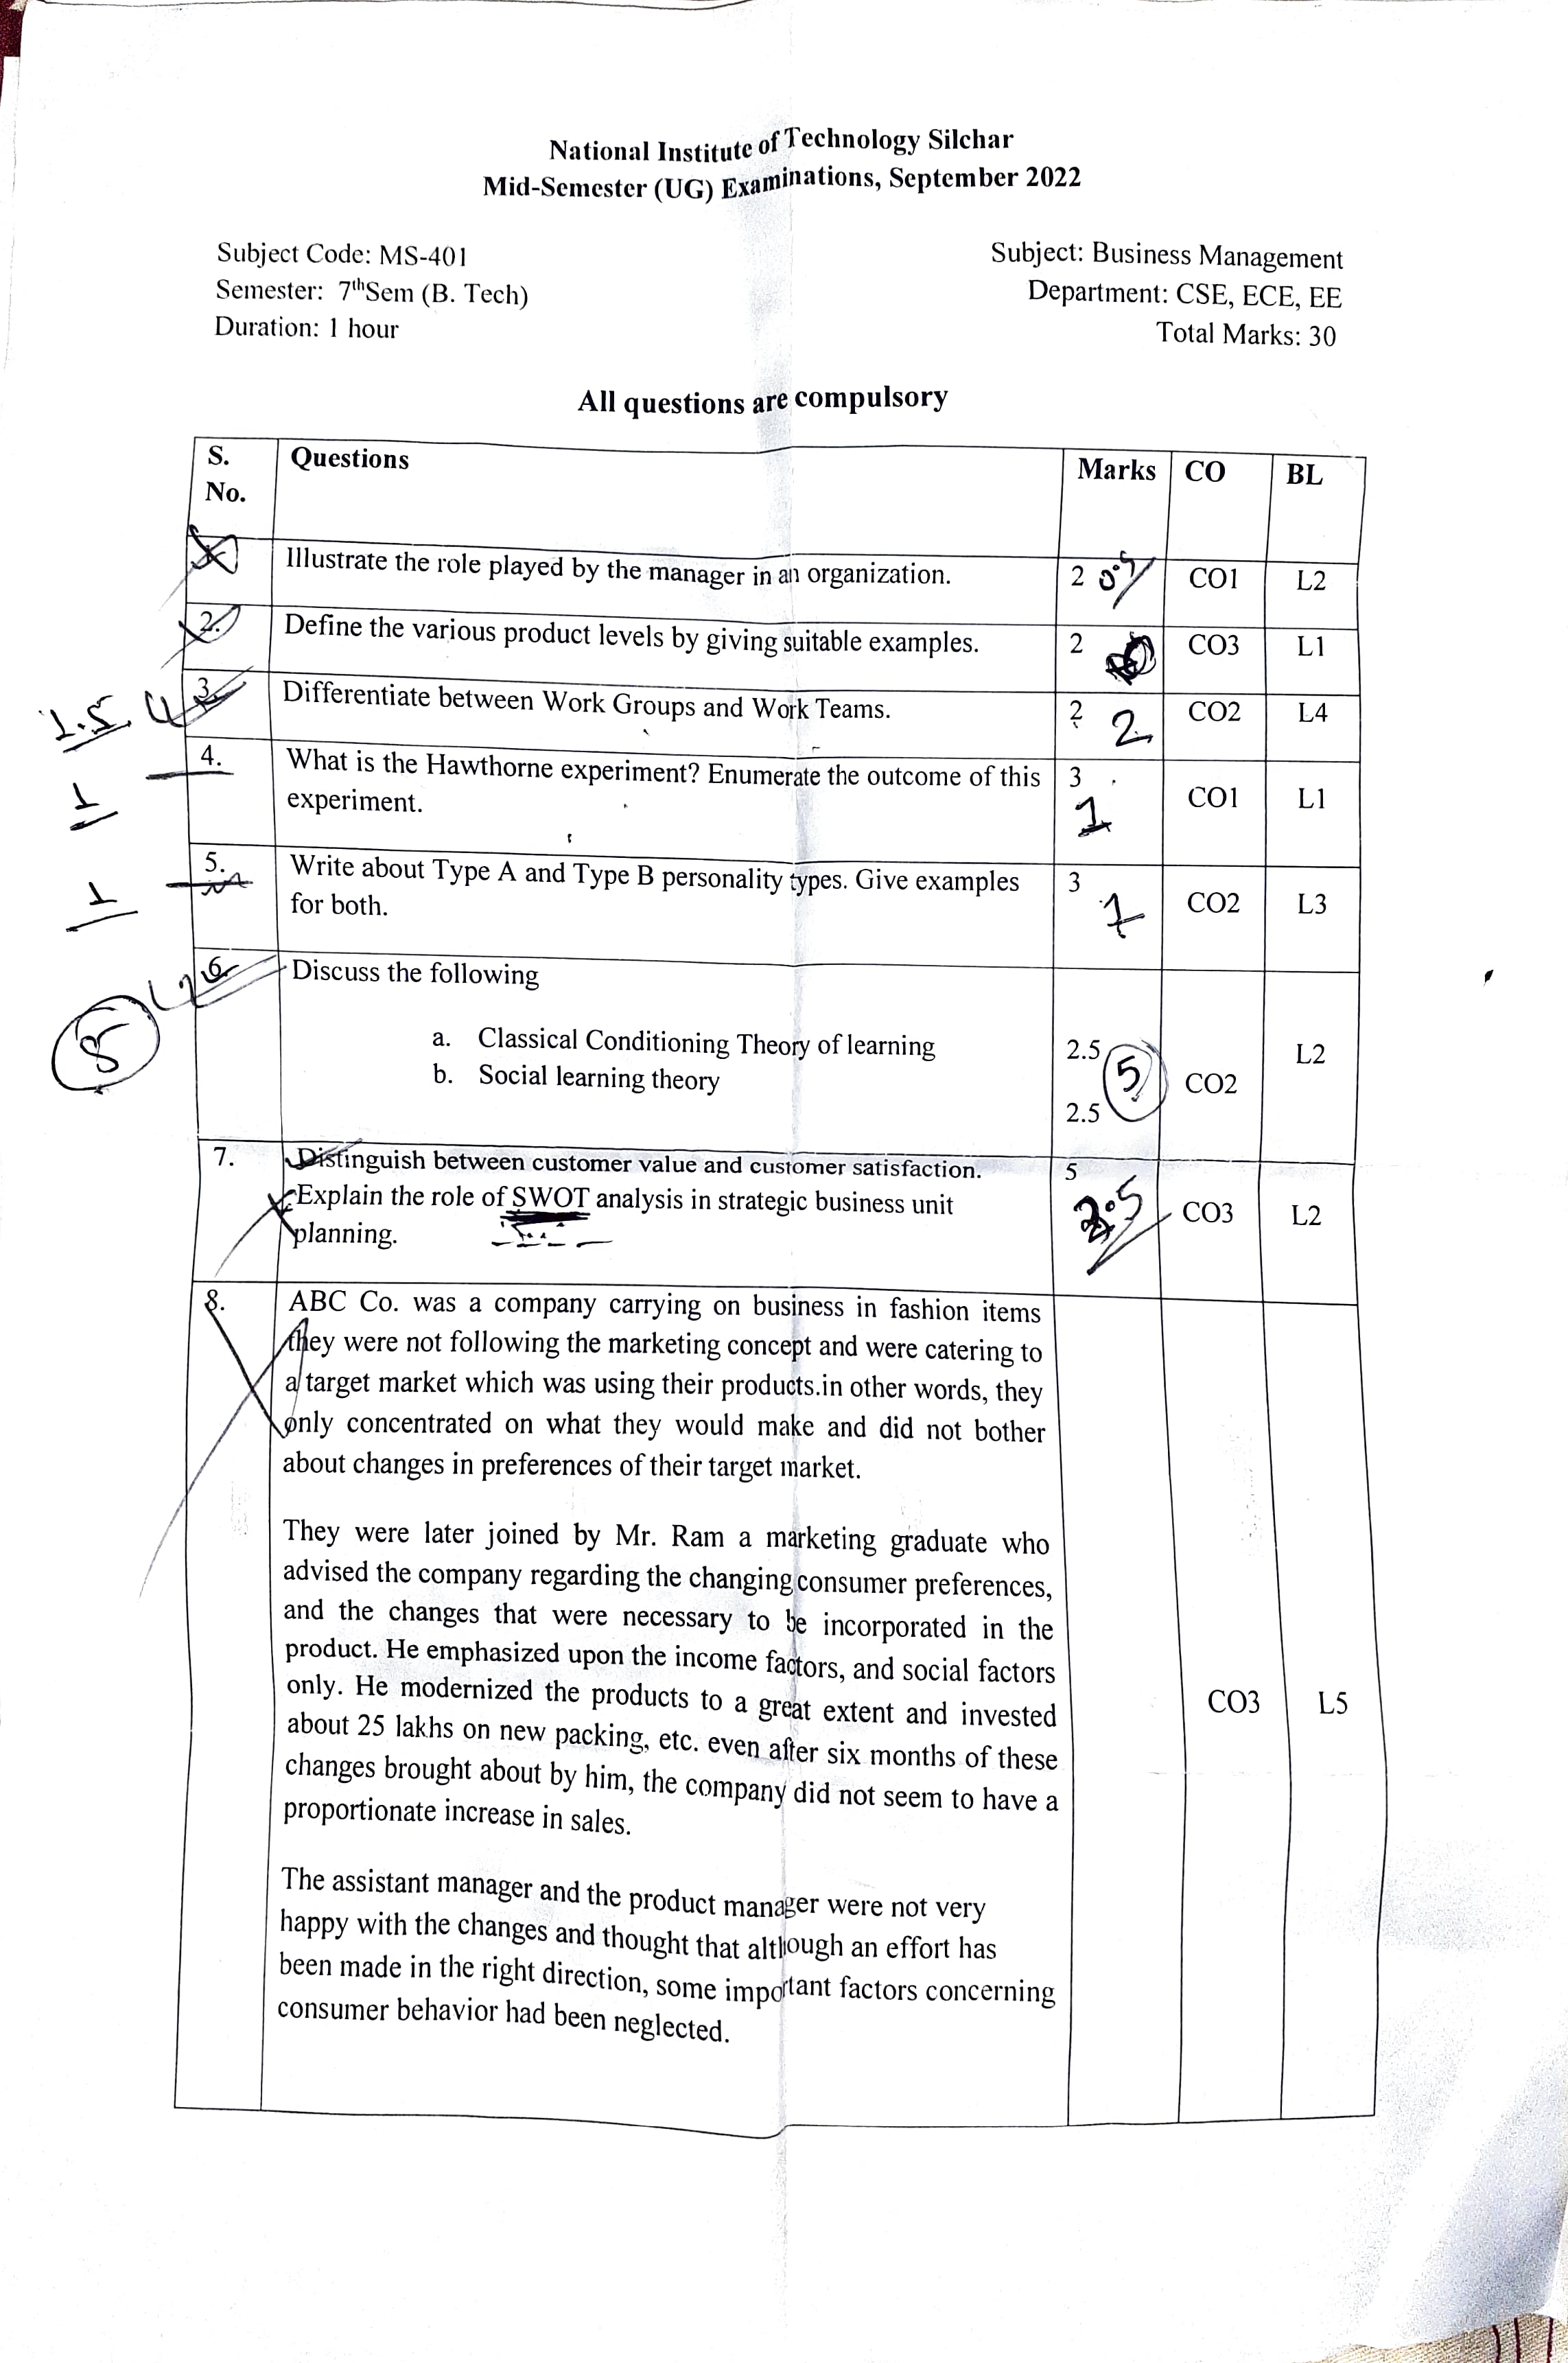 National Institute of Technology Silchar
Mid-Semester (UG) Examinations, September 2022
Subject Code: MS-401
Subject: Business Management
Semester: 7thSem (B. Tech)
Department: CSE, ECE, EE
Duration: 1 hour
Total Marks: 30
All questions are compulsory
S. No. Questions Marks CO BL
Illustrate the role played by the manager in an organization. 2 0.5 CO1 L2
2. Define the various product levels by giving suitable examples. 2 CO3 L1
1.5 3. Differentiate between Work Groups and Work Teams. 2 2 CO2 L4
1 4. What is the Hawthorne experiment? Enumerate the outcome of this 3
experiment. 1 CO1 L1
1 5. Write about Type A and Type B personality types. Give examples 3
for both. 1 CO2 L3
6. Discuss the following
5 a. Classical Conditioning Theory of learning 2.5 5 L2
b. Social learning theory 2.5 CO2
7. Distinguish between customer value and customer satisfaction. 5
Explain the role of SWOT analysis in strategic business unit 2.5 CO3 L2
planning.
8. ABC Co. was a company carrying on business in fashion items
they were not following the marketing concept and were catering to
a target market which was using their products.in other words, they
only concentrated on what they would make and did not bother
about changes in preferences of their target market.
They were later joined by Mr. Ram a marketing graduate who
advised the company regarding the changing consumer preferences,
and the changes that were necessary to be incorporated in the
product. He emphasized upon the income factors, and social factors
only. He modernized the products to a great extent and invested CO3 L5
about 25 lakhs on new packing, etc. even after six months of these
changes brought about by him, the company did not seem to have a
proportionate increase in sales.
The assistant manager and the product manager were not very
happy with the changes and thought that although an effort has
been made in the right direction, some important factors concerning
consumer behavior had been neglected.